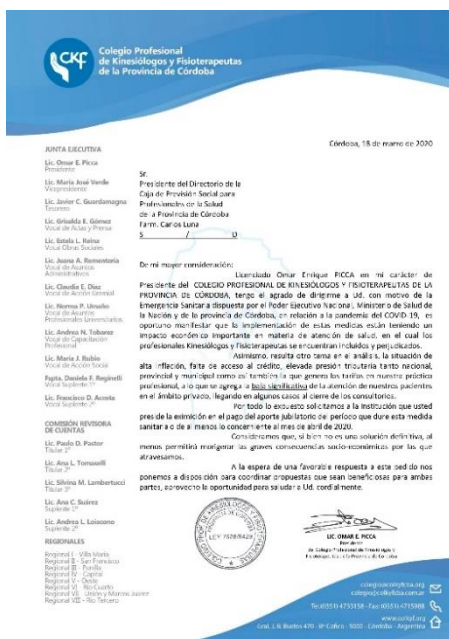 CKF
Colegio Profesional
de Kinesiólogos y Fisioterapeutas
de la Provincia de Córdoba
Córdoba, 18 de marzo de 2020
JUNTA EJECUTIVA
Lic. Omar E. Picca
Presidente
Lic. María José Verde
Vicepresidente
Lic. Javier C. Guardamagna
Tesorero
Lic. Griselda E. Gómez
Vocal de Actas y Prensa
Lic. Estela L. Reina
Vocal Obras Sociales
Lic. Juana A. Rementería
Vocal de Asuntos
Administrativos
Lic. Claudia E. Díaz
Vocal de Acción Gremial
Lic. Norma P.
Vocal de Asuntos
Profesionales Universitarios
Lic. Andrea N. Tobarez
Vocal de Capacitación
Profesional
Lic. María J. Rubio
Vocal de Acción Social
Fspta. Daniela F. Reginelli
Vocal Suplente 1º
Lic. Francisco D. Acosta
Vocal Suplente 2º
COMISIÓN REVISORA
DE CUENTAS
Lic. Paulo D. Pastor
Titular 1º
Lic. Ana L. Tomaselli
Titular 2º
Lic. Silvina M. Lambertucci
Titular 3º
Lic. Ana C. Suárez
Suplente 1º
Lic. Andrea L. Loiacono
Suplente 2º
REGIONALES
Regional I - Villa María
Regional II - San Francisco
Regional III - Punilla
Regional IV - Capital
Regional V - Oeste
Regional VI - Río Cuarto
Regional VII - Unión y Marcos Juárez
Regional VIII - Río Tercero
Sr.
Presidente del Directorio de la
Caja de Previsión Social para
Profesionales de la Salud
de la Provincia de Córdoba
Farm. Carlos Luna
S / D
De mi mayor consideración:
Licenciado Omar Enrique PICCA en mi carácter de
Presidente del COLEGIO PROFESIONAL DE KINESIÓLOGOS Y FISIOTERAPEUTAS DE LA
PROVINCIA DE CÓRDOBA, tengo el agrado de dirigirme a Ud. con motivo de la
Emergencia Sanitaria dispuesta por el Poder Ejecutivo Nacional, Ministerio de Salud de
la Nación y de la provincia de Córdoba, en relación a la pandemia del COVID-19, es
oportuno manifestar que la implementación de estas medidas están teniendo un
impacto económico importante en materia de atención de salud, en el cual los
profesionales Kinesiólogos y Fisioterapeutas se encuentran incluidos y perjudicados.
Asimismo, resulta otro tema en el análisis, la situación de
alta inflación, falta de acceso al crédito, elevada presión tributaria tanto nacional,
provincial y municipal como así también la que genera las tarifas en nuestra práctica
profesional, a lo que se agrega la baja significativa de la atención de nuestros pacientes
en el ámbito privado, llegando en algunos casos al cierre de los consultorios.
Por todo lo expuesto solicitamos a la Institución que usted
preside la eximición en el pago del aporte jubilatorio del período que dure esta medida
sanitaria o de al menos lo concerniente al mes de abril de 2020.
Consideramos que, si bien no es una solución definitiva, al
menos permitirá morigerar las graves consecuencias socio-económicas por las que
atravesamos.
A la espera de una favorable respuesta a este pedido nos
ponemos a disposición para coordinar propuestas que sean beneficiosas para ambas
partes, aprovecho la oportunidad para saludar a Ud. cordialmente.
LIC. OMAR E. PICCA
Presidente